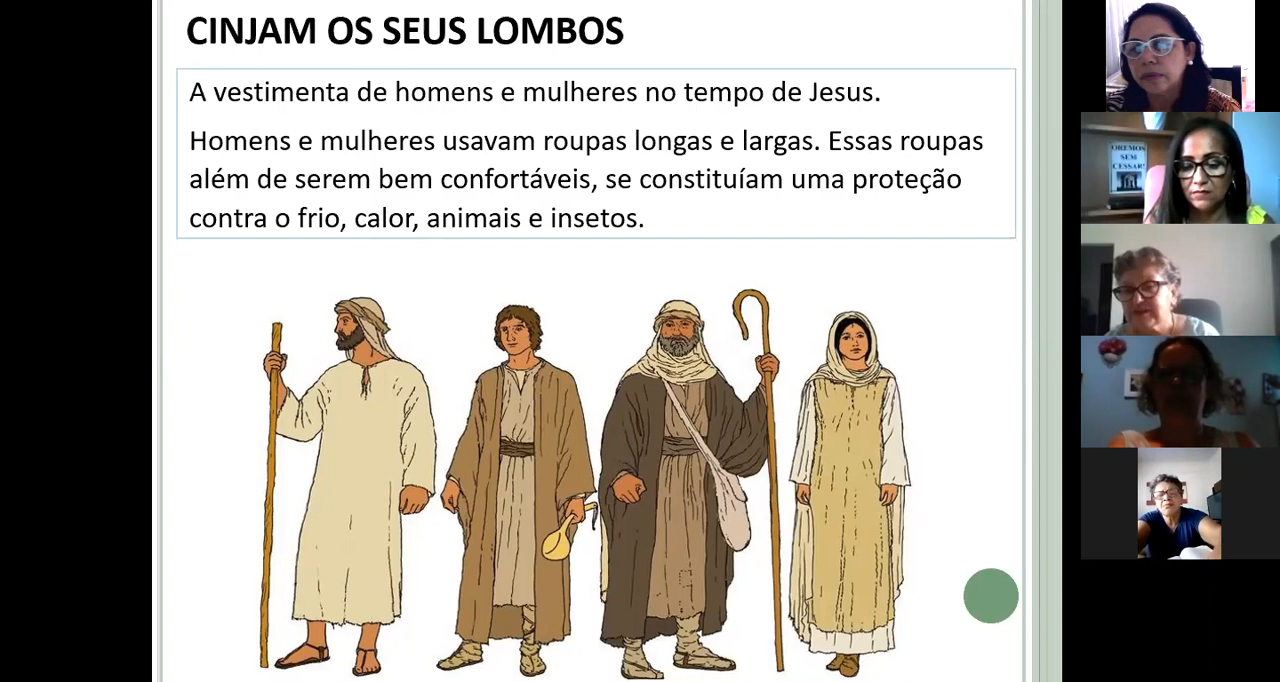 CINJAM OS SEUS LOMBOS
A vestimenta de homens e mulheres no tempo de Jesus.
Homens e mulheres usavam roupas longas e largas. Essas roupas
além de serem bem confortáveis, se constituíam uma proteção
contra o frio, calor, animais e insetos.
OREMOS
SEM
CESSAR!